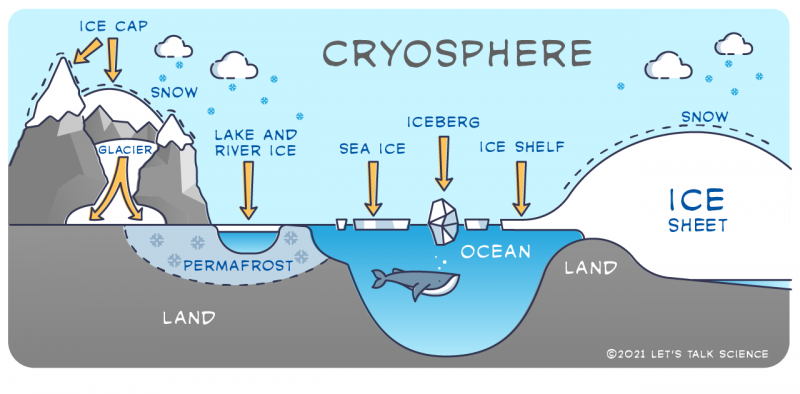 ICE CAP
CRYOSPHERE
SNOW
SNOW
ICEBERG
LAKE AND
RIVER ICE
SEA ICE
ICE SHELF
GLACIER
ICE
SHEET
OCEAN
PERMAFROST
LAND
LAND
©2021 LET'S TALK SCIENCE